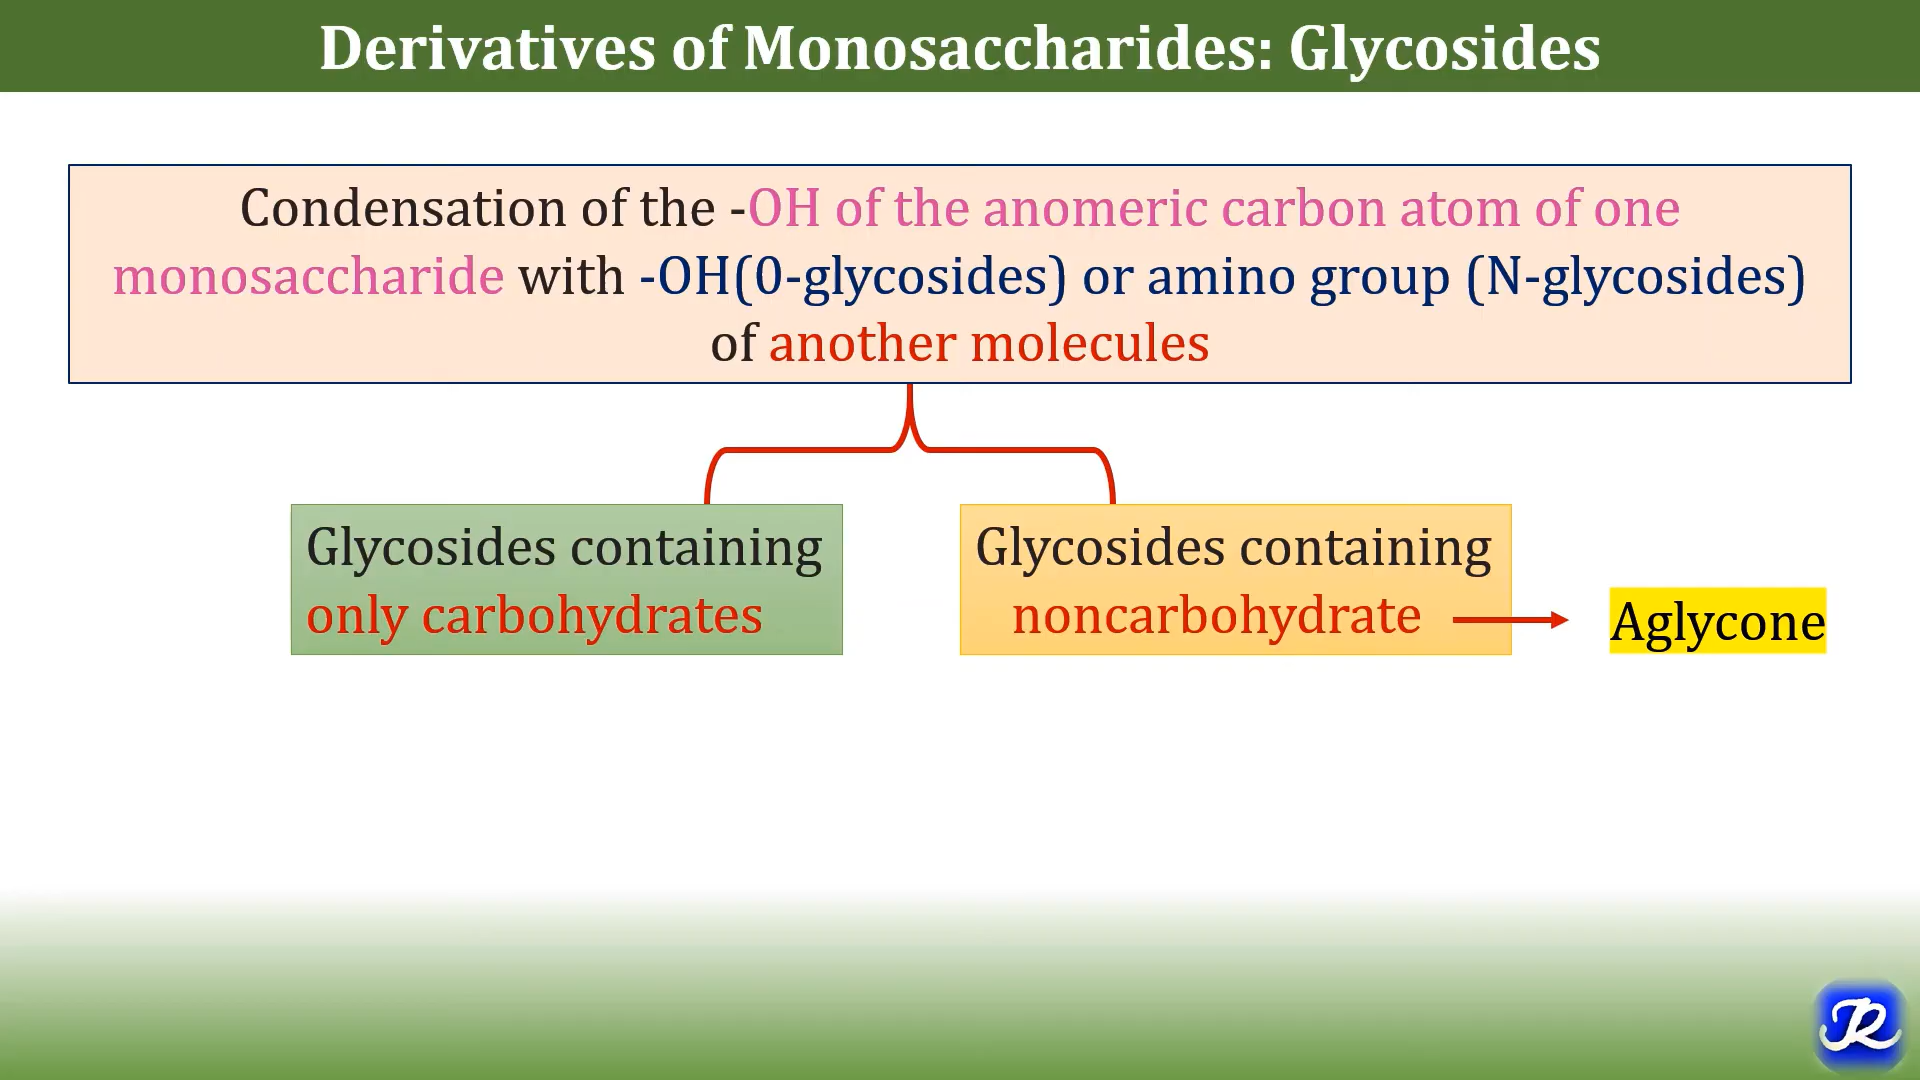 Derivatives of Monosaccharides: Glycosides
Condensation of the -OH of the anomeric carbon atom of one
monosaccharide with -OH(0-glycosides) or amino group (N-glycosides)
of another molecules
Glycosides containing
only carbohydrates
Glycosides containing
noncarbohydrate
Aglycone
R